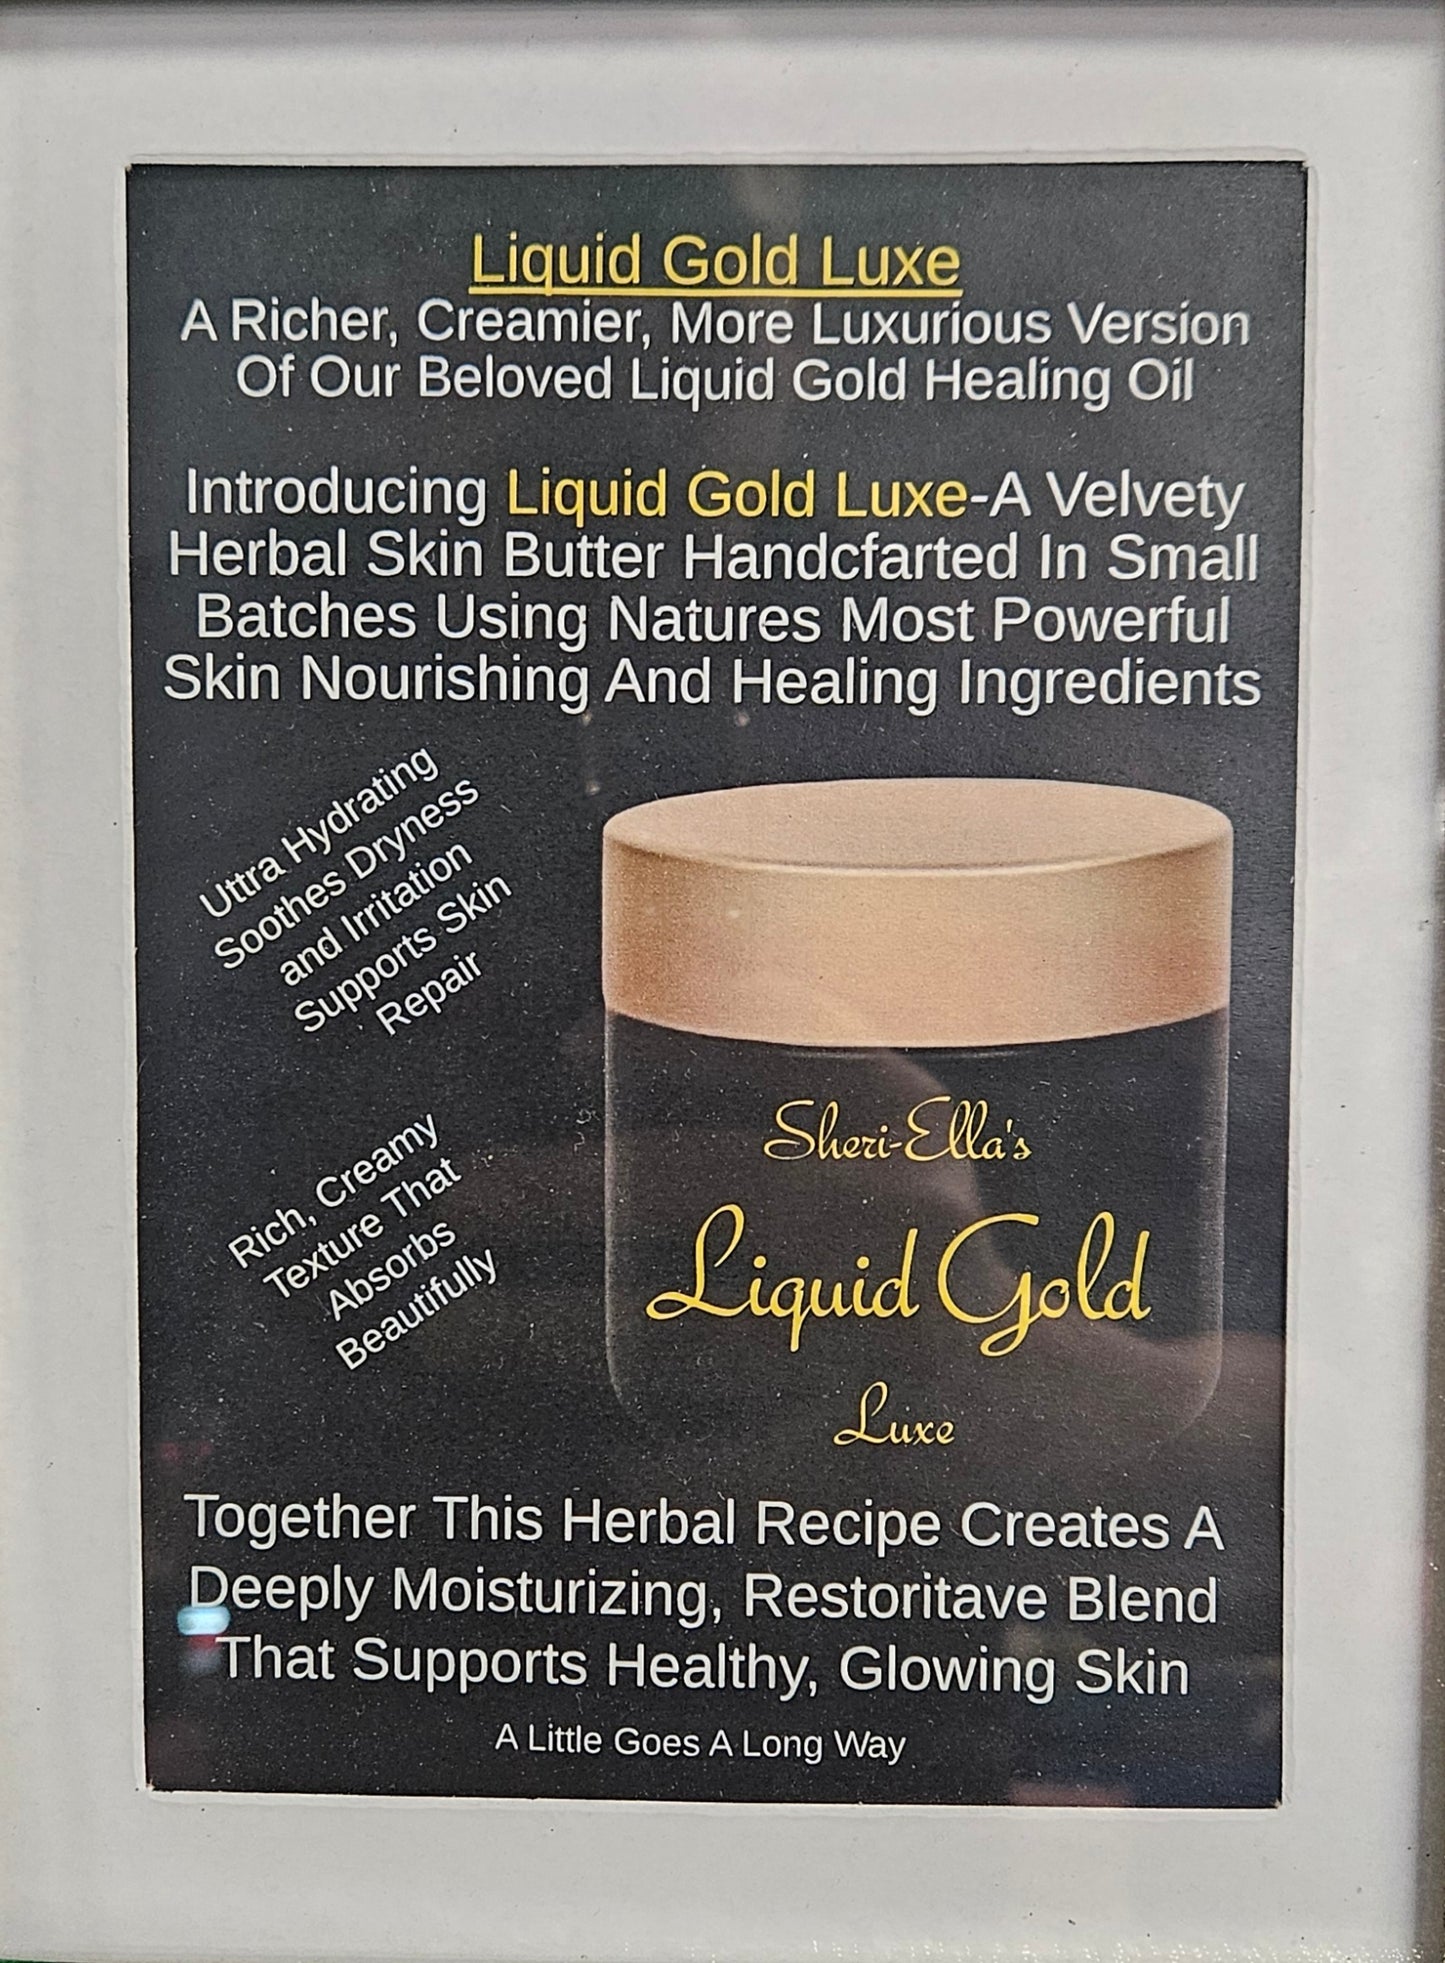 Liquid Gold Luxe
A Richer, Creamier, More Luxurious Version
Of Our Beloved Liquid Gold Healing Oil
Introducing Liquid Gold Luxe-A Velvety
Herbal Skin Butter Handcfarted In Small
Batches Using Natures Most Powerful
Skin Nourishing And Healing Ingredients
Uttra Hydrating
Soothes Dryness
and Irritation
Supports Skin
Repair
Rich, Creamy
Texture That
Absorbs
Beautifully
Sheri-Ella's
Liquid Gold
Luxe
Together This Herbal Recipe Creates A
Deeply Moisturizing, Restoritave Blend
That Supports Healthy, Glowing Skin
A Little Goes A Long Way